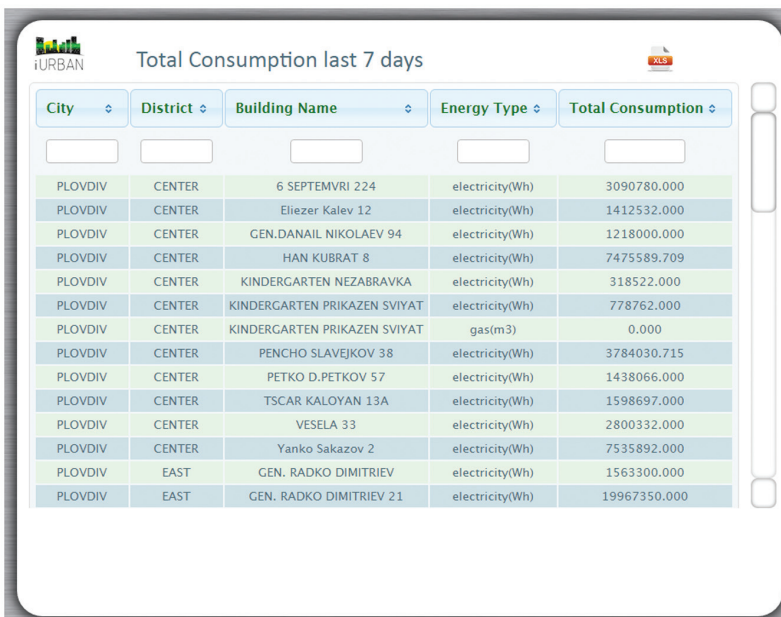 iURBAN
Total Consumption last 7 days
XLS
City District Building Name Energy Type Total Consumption
PLOVDIV CENTER 6 SEPTEMVRI 224 electricity(Wh) 3090780.000
PLOVDIV CENTER Eliezer Kalev 12 electricity(Wh) 1412532.000
PLOVDIV CENTER GEN.DANAIL NIKOLAEV 94 electricity(Wh) 1218000.000
PLOVDIV CENTER HAN KUBRAT 8 electricity(Wh) 7475589.709
PLOVDIV CENTER KINDERGARTEN NEZABRAVKA electricity(Wh) 318522.000
PLOVDIV CENTER KINDERGARTEN PRIKAZEN SVIYAT electricity(Wh) 778762.000
PLOVDIV CENTER KINDERGARTEN PRIKAZEN SVIYAT gas(m3) 0.000
PLOVDIV CENTER PENCHO SLAVEJKOV 38 electricity(Wh) 3784030.715
PLOVDIV CENTER PETKO D.PETKOV 57 electricity(Wh) 1438066.000
PLOVDIV CENTER TSCAR KALOYAN 13A electricity(Wh) 1598697.000
PLOVDIV CENTER VESELA 33 electricity(Wh) 2800332.000
PLOVDIV CENTER Yanko Sakazov 2 electricity(Wh) 7535892.000
PLOVDIV EAST GEN. RADKO DIMITRIEV electricity(Wh) 1563300.000
PLOVDIV EAST GEN. RADKO DIMITRIEV 21 electricity(Wh) 19967350.000